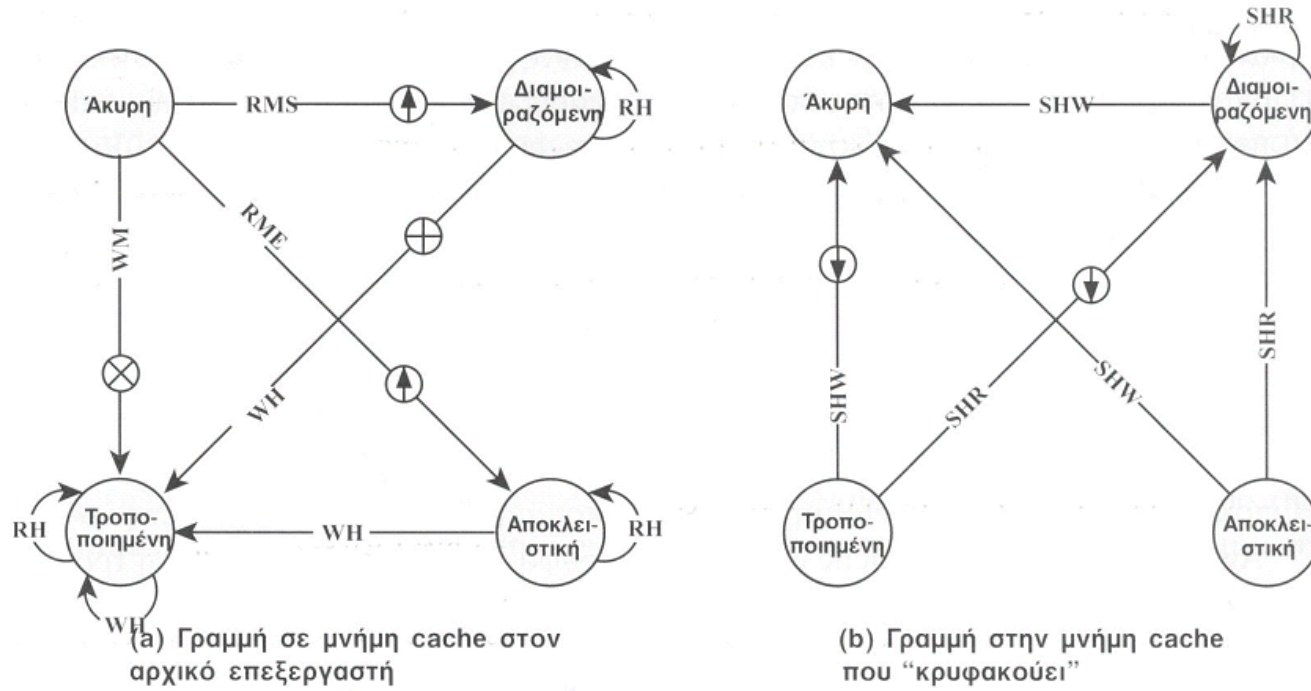 SHR
Άκυρη
RMS
Διαμοι-
ραζόμενη
RH
Άκυρη
SHW
Διαμοι-
ραζόμενη
WM
RME
WH
SHW
SHR
SHW
SHR
RH
Τροπο-
ποιημένη
WH
Αποκλει-
στική
RH
WH
Τροπο-
ποιημένη
Αποκλει-
στική
(a) Γραμμή σε μνήμη cache στον
αρχικό επεξεργαστή
(b) Γραμμή στην μνήμη cache
που “κρυφακούει”